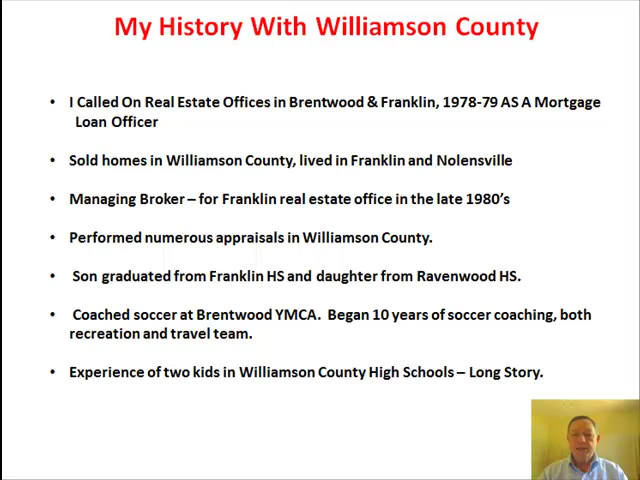 My History With Williamson County
• I Called On Real Estate Offices in Brentwood & Franklin, 1978-79 AS A Mortgage
Loan Officer
• Sold homes in Williamson County, lived in Franklin and Nolensville
• Managing Broker – for Franklin real estate office in the late 1980's
• Performed numerous appraisals in Williamson County.
• Son graduated from Franklin HS and daughter from Ravenwood HS.
• Coached soccer at Brentwood YMCA. Began 10 years of soccer coaching, both
recreation and travel team.
• Experience of two kids in Williamson County High Schools – Long Story.